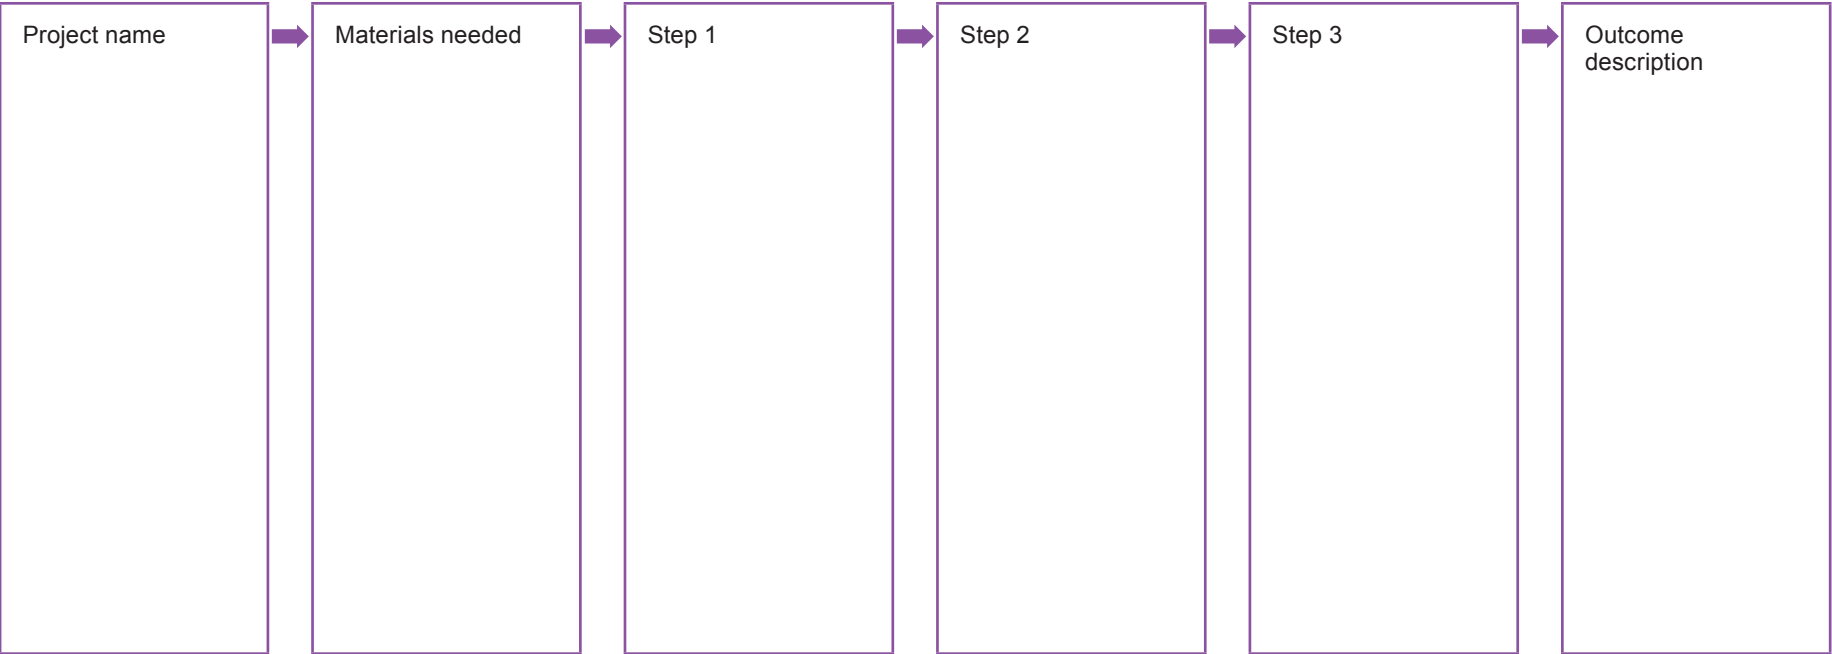 Project name
Materials needed
Step 1
Step 2
Step 3
Outcome
description